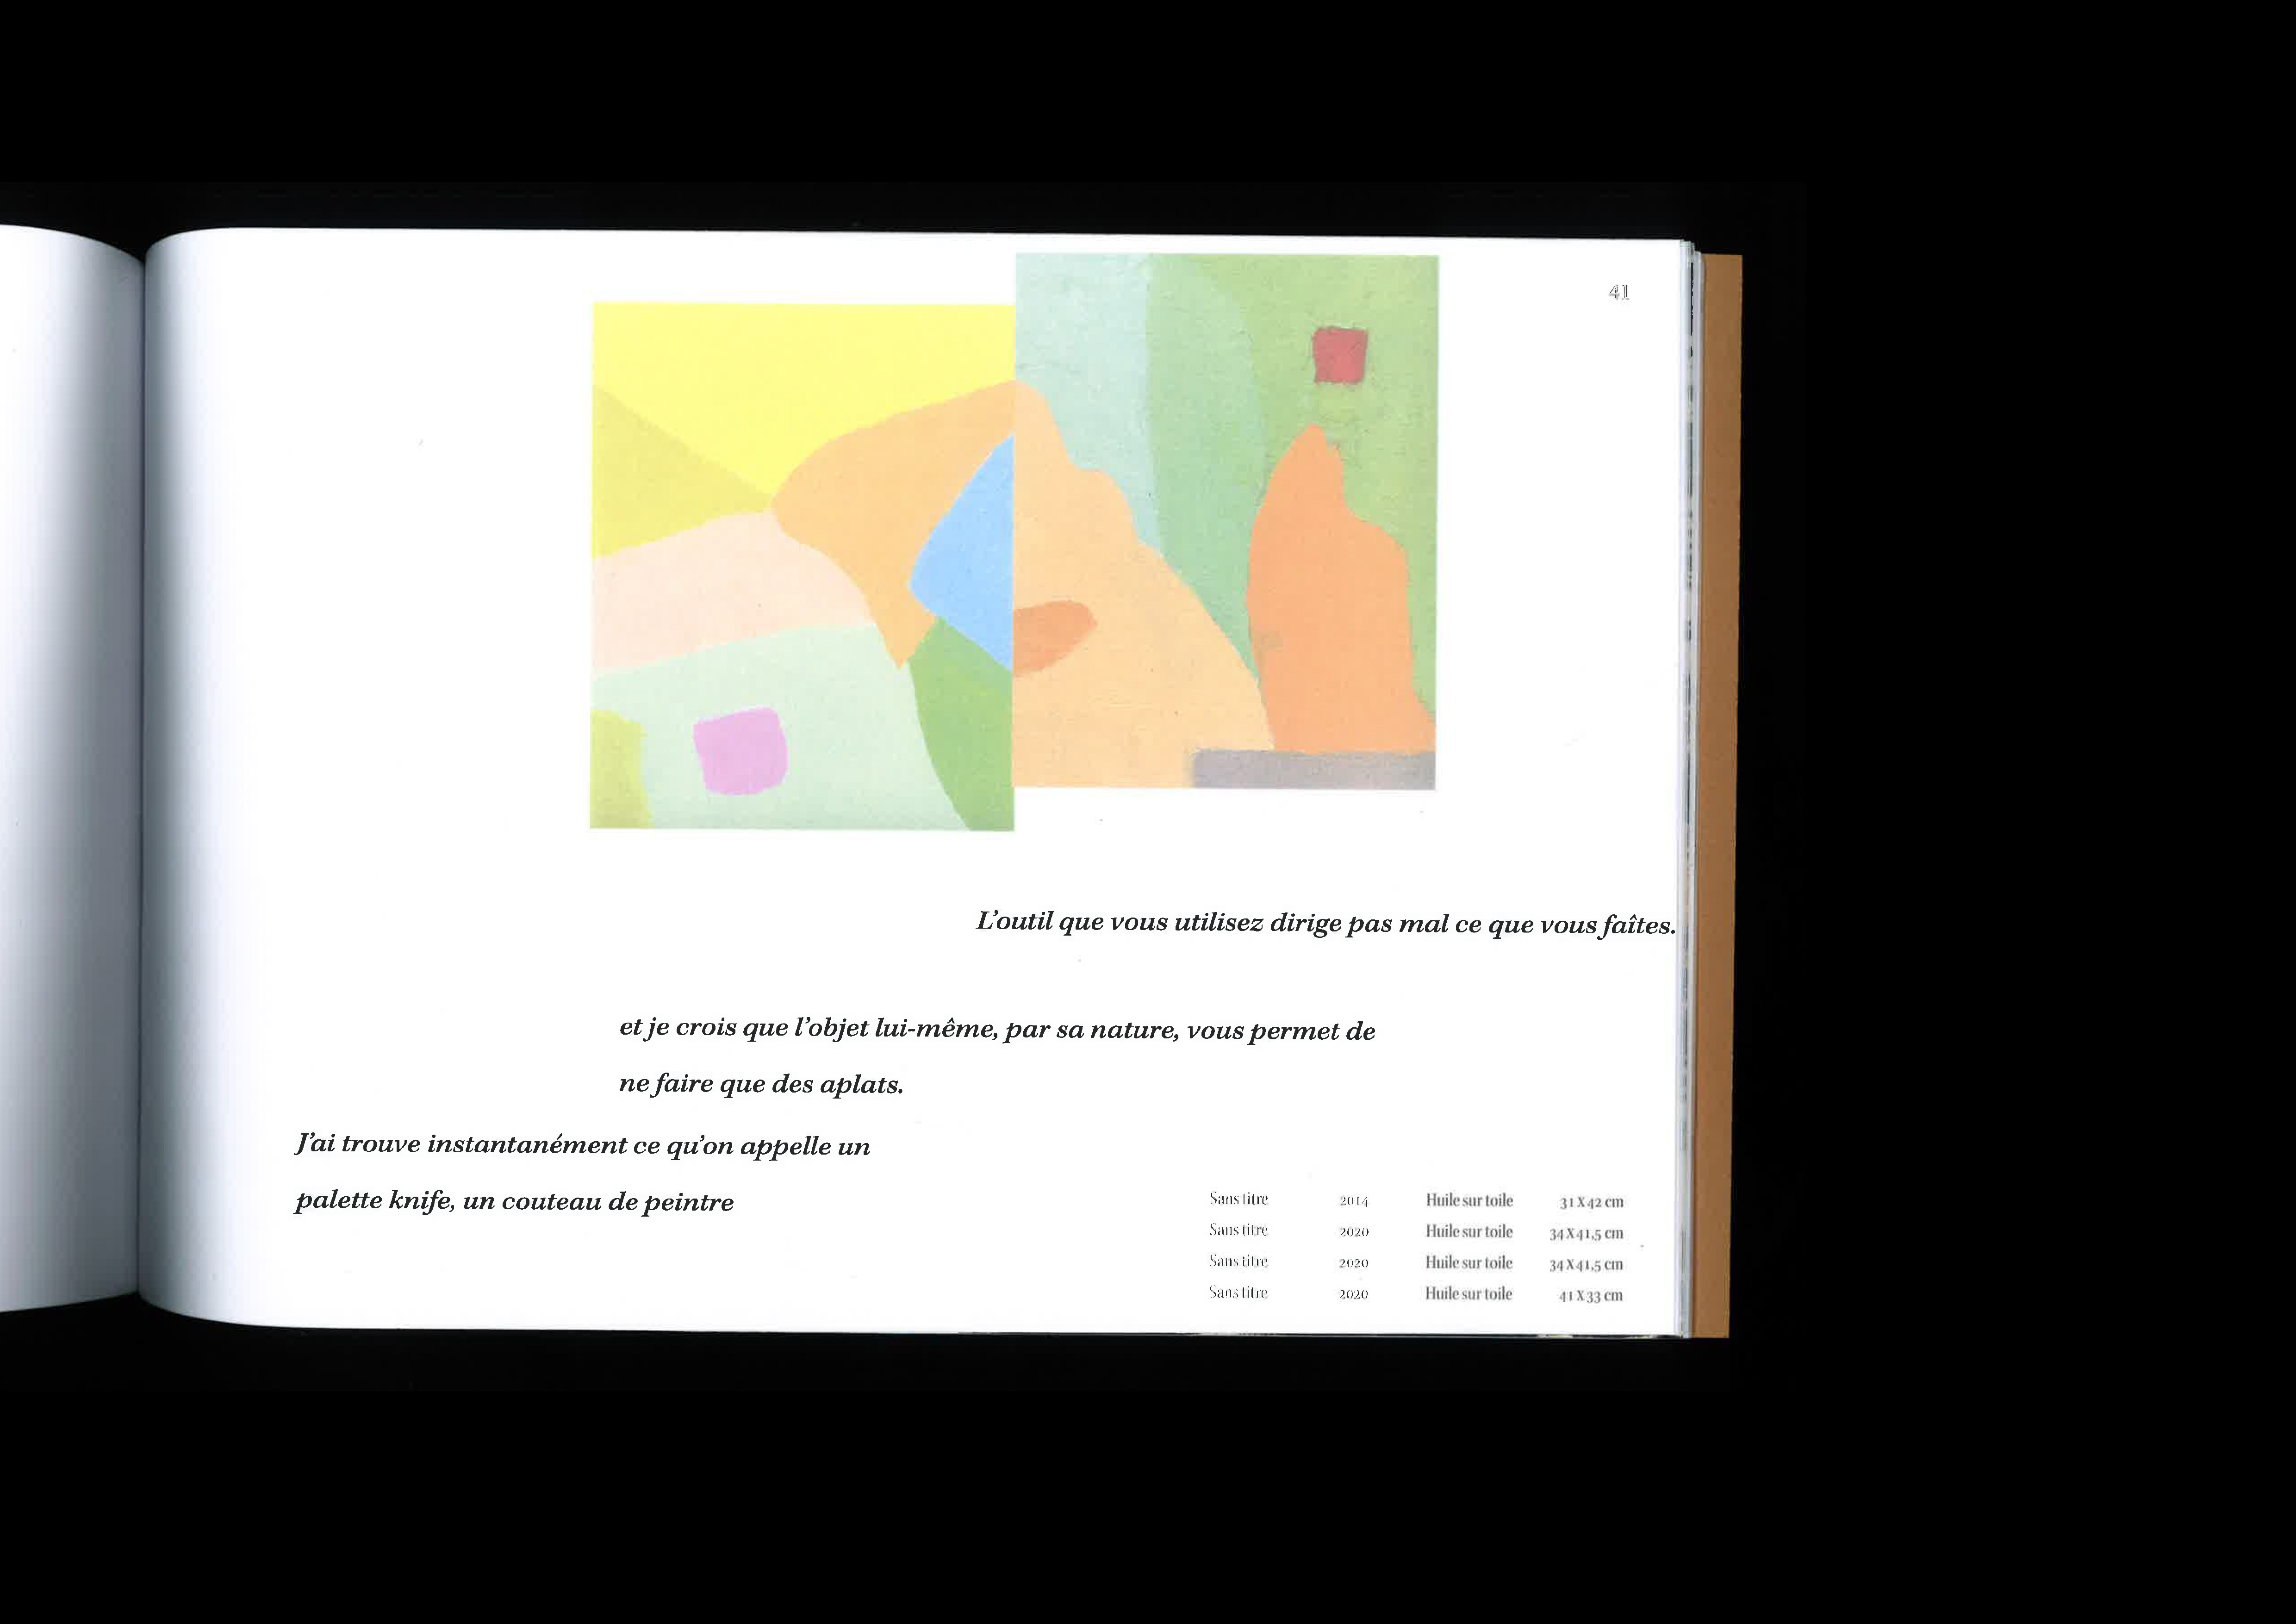 41
L'outil que vous utilisez dirige pas mal ce que vous faîtes.
et je crois que l'objet lui-même, par sa nature, vous permet de
ne faire que des aplats.
J'ai trouve instantanément ce qu'on appelle un
palette knife, un couteau de peintre
Sans titre 2014 Huile sur toile 31 X 42 cm
Sans titre 2020 Huile sur toile 34 X 41,5 cm
Sans titre 2020 Huile sur toile 34 X 41,5 cm
Sans titre 2020 Huile sur toile 41 X 33 cm